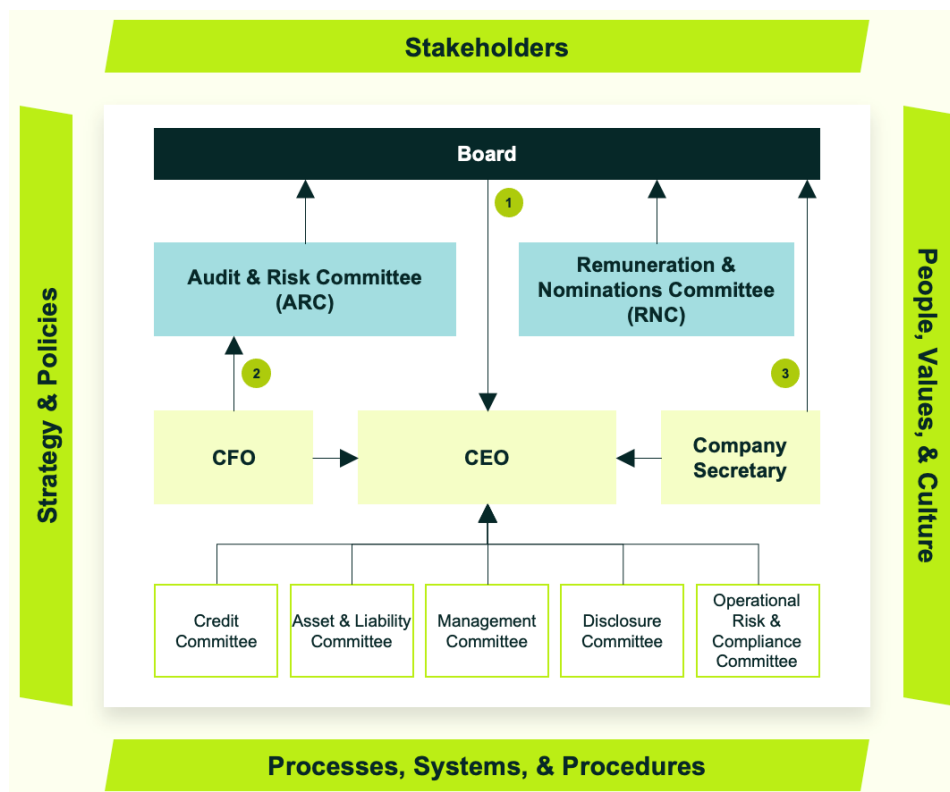 Stakeholders
Strategy & Policies
People, Values, & Culture
Board
1
Audit & Risk Committee
(ARC)
Remuneration &
Nominations Committee
(RNC)
2
3
CFO
CEO
Company
Secretary
Credit
Committee
Asset & Liability
Committee
Management
Committee
Disclosure
Committee
Operational
Risk &
Compliance
Committee
Processes, Systems, & Procedures